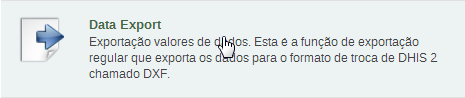 Data Export
Exportação valores de dados. Esta é a função de exportação
regular que exporta os dados para o formato de troca de DHIS 2
chamado DXF.